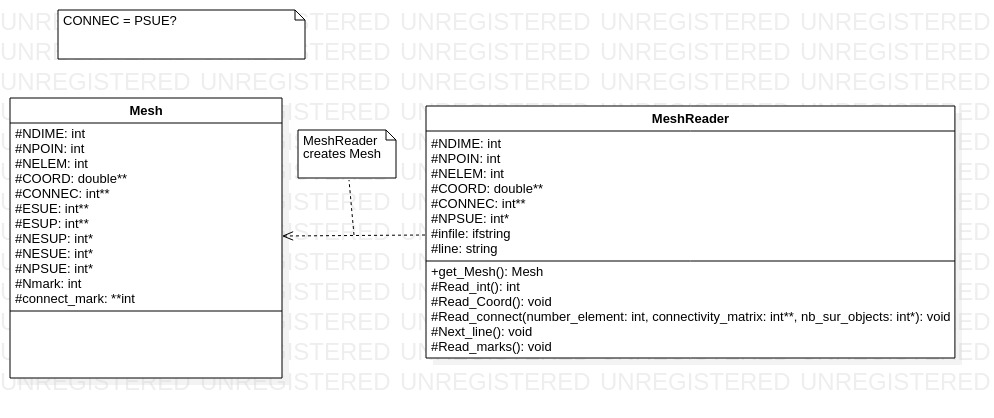 CONNEC = PSUE?
Mesh
#NDIME: int
#NPOIN: int
#NELEM: int
#COORD: double**
#CONNEC: int**
#ESUE: int**
#ESUP: int**
#NESUP: int*
#NESUE: int*
#NPSUE: int*
#Nmark: int
#connect_mark: **int
MeshReader
creates Mesh
MeshReader
#NDIME: int
#NPOIN: int
#NELEM: int
#COORD: double**
#CONNEC: int**
#NPSUE: int*
#infile: ifstring
#line: string
+get_Mesh(): Mesh
#Read_int(): int
#Read_Coord(): void
#Read_connect(number_element: int, connectivity_matrix: int**, nb_sur_objects: int*): void
#Next_line(): void
#Read_marks(): void
UNREGISTERED UNREGISTERED UNREGISTERED UNREGISTERED UNREGISTERED